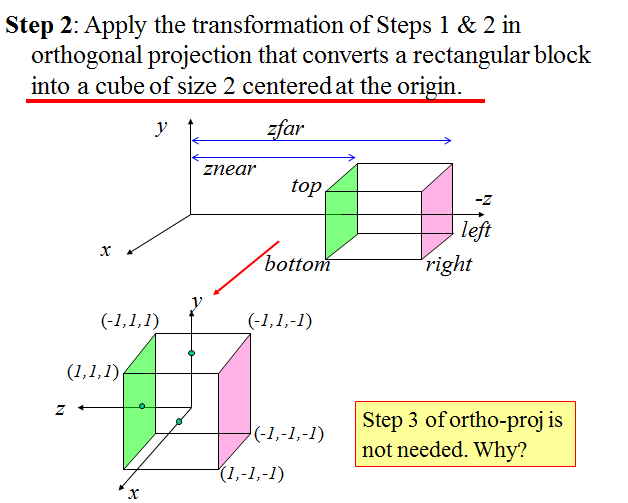 Step 2: Apply the transformation of Steps 1 & 2 in
orthogonal projection that converts a rectangular block
into a cube of size 2 centered at the origin.
y
zfar
znear
top
-z
left
x
bottom
right
y
(-1,1,1)
(-1,1,-1)
(1,1,1)
z
(-1,-1,-1)
Step 3 of ortho-proj is
not needed. Why?
(1,-1,-1)
x